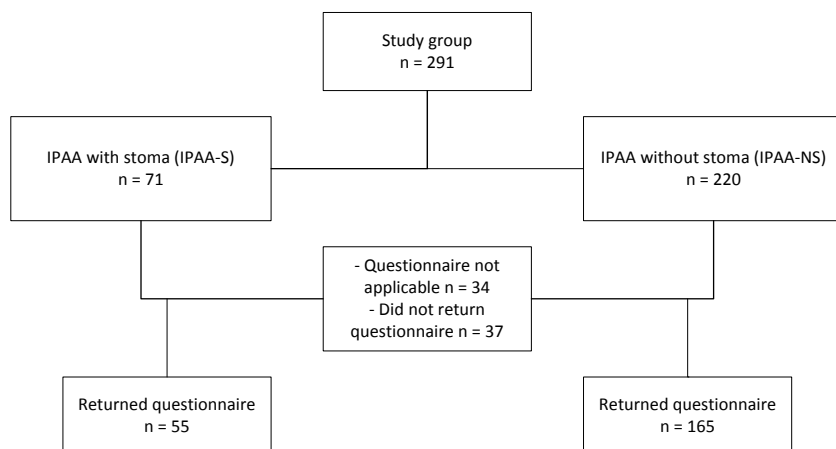 Study group
n = 291
IPAA with stoma (IPAA-S)
n = 71
IPAA without stoma (IPAA-NS)
n = 220
- Questionnaire not
applicable n = 34
- Did not return
questionnaire n = 37
Returned questionnaire
n = 55
Returned questionnaire
n = 165